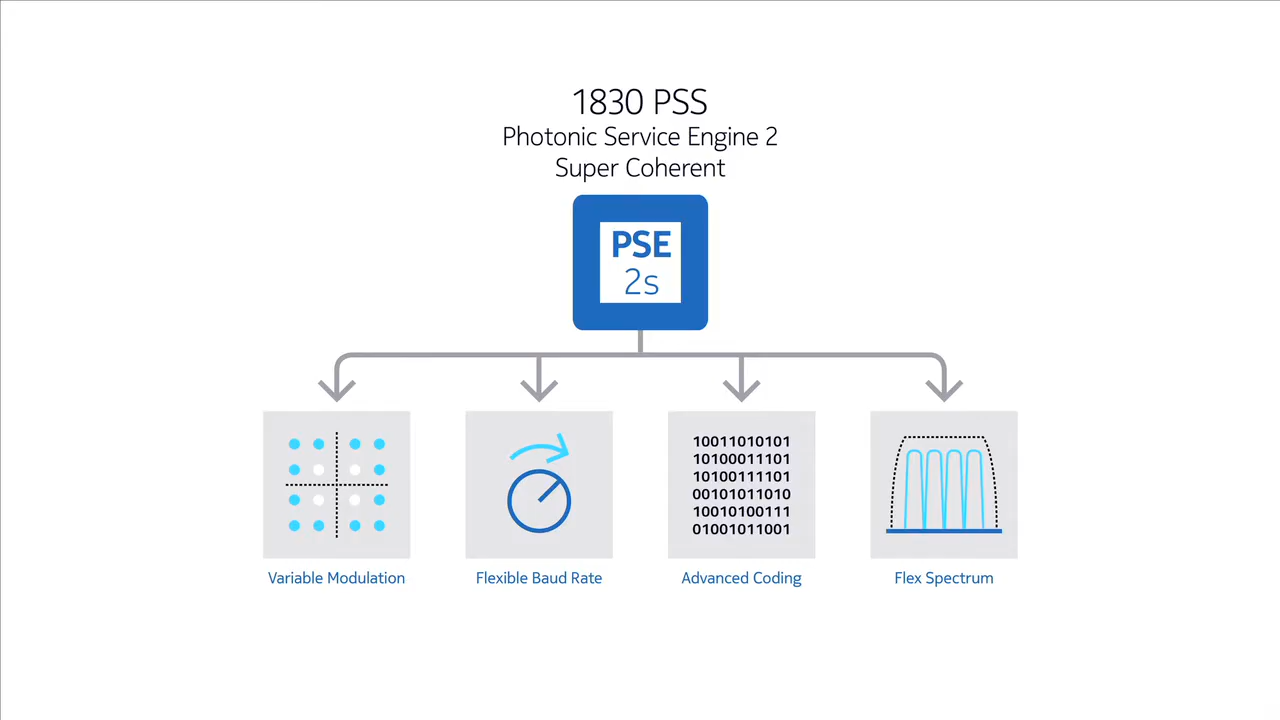 1830 PSS
Photonic Service Engine 2
Super Coherent
PSE
2s
10011010101
10100011101
10100111101
00101011010
10010100111
01001011001
Variable Modulation
Flexible Baud Rate
Advanced Coding
Flex Spectrum